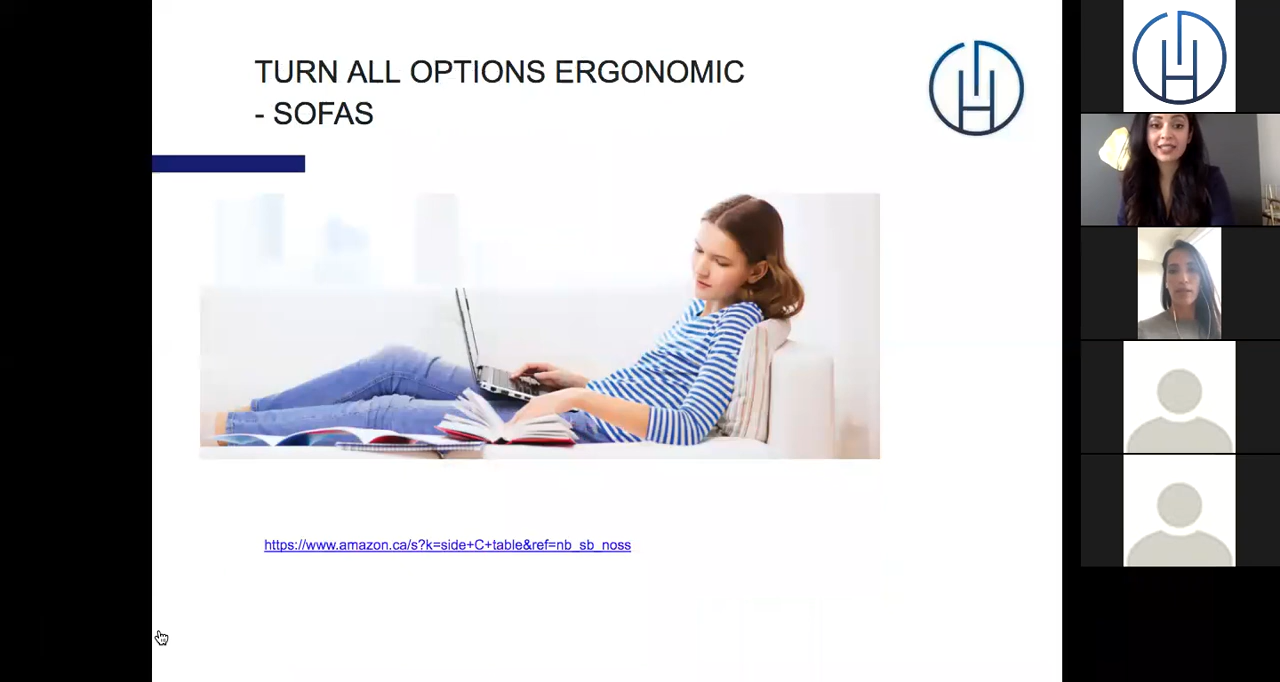 TURN ALL OPTIONS ERGONOMIC
- SOFAS
https://www.amazon.ca/s?k=side+C+table&ref=nb_sb_noss